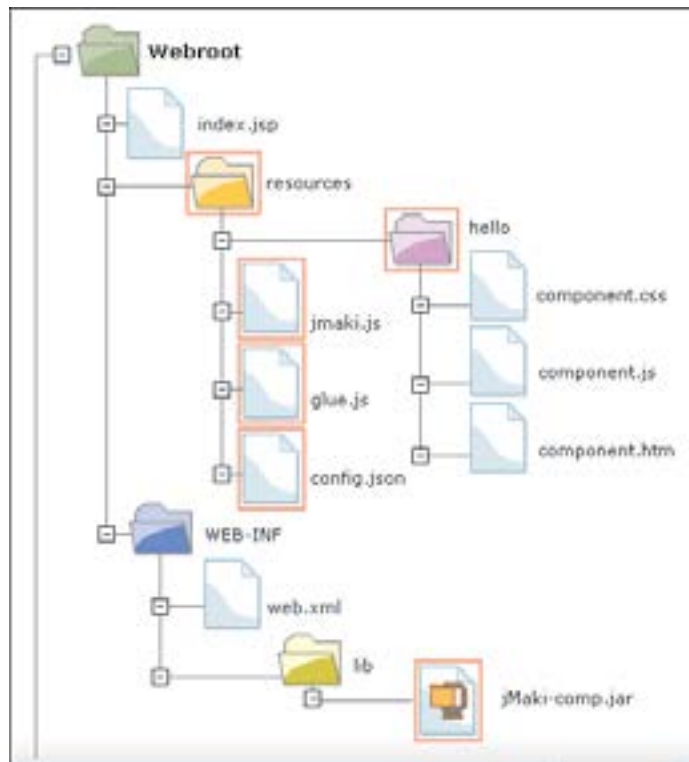 Webroot
index.jsp
resources
hello
component.css
jmaki.js
component.js
glue.js
component.htm
config.json
WEB-INF
web.xml
lib
jMaki-comp.jar